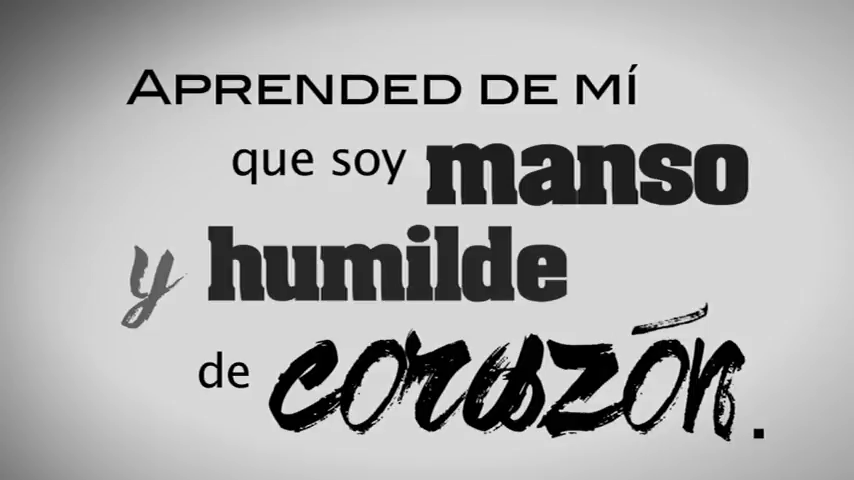 APRENDED DE MÍ
que soy manso
y humilde
de corazón.